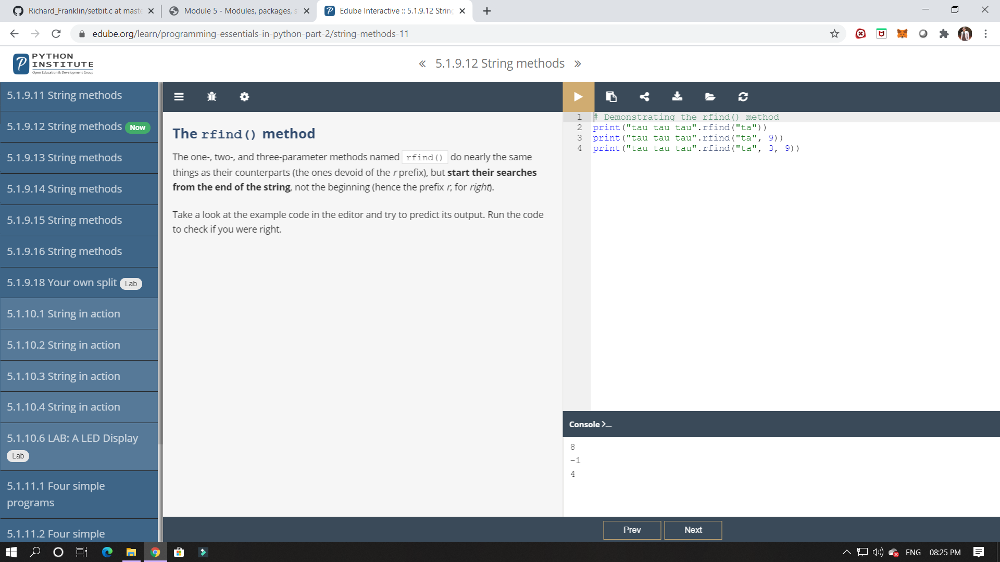 Richard_Franklin/setbit.c at maste
Module 5 - Modules, packages, s
Edube Interactive :: 5.1.9.12 String
edube.org/learn/programming-essentials-in-python-part-2/string-methods-11
PYTHON
INSTITUTE
Open Education & Development Group
« 5.1.9.12 String methods »
5.1.9.11 String methods
5.1.9.12 String methods Now
5.1.9.13 String methods
5.1.9.14 String methods
5.1.9.15 String methods
5.1.9.16 String methods
5.1.9.18 Your own split Lab
5.1.10.1 String in action
5.1.10.2 String in action
5.1.10.3 String in action
5.1.10.4 String in action
5.1.10.6 LAB: A LED Display
Lab
5.1.11.1 Four simple
programs
5.1.11.2 Four simple
The rfind() method
The one-, two-, and three-parameter methods named rfind() do nearly the same
things as their counterparts (the ones devoid of the r prefix), but start their searches
from the end of the string, not the beginning (hence the prefix r, for right).
Take a look at the example code in the editor and try to predict its output. Run the code
to check if you were right.
1 # Demonstrating the rfind() method
2 print("tau tau tau".rfind("ta"))
3 print("tau tau tau".rfind("ta", 9))
4 print("tau tau tau".rfind("ta", 3, 9))
Console >_
8
-1
4
Prev
Next
ENG 08:25 PM